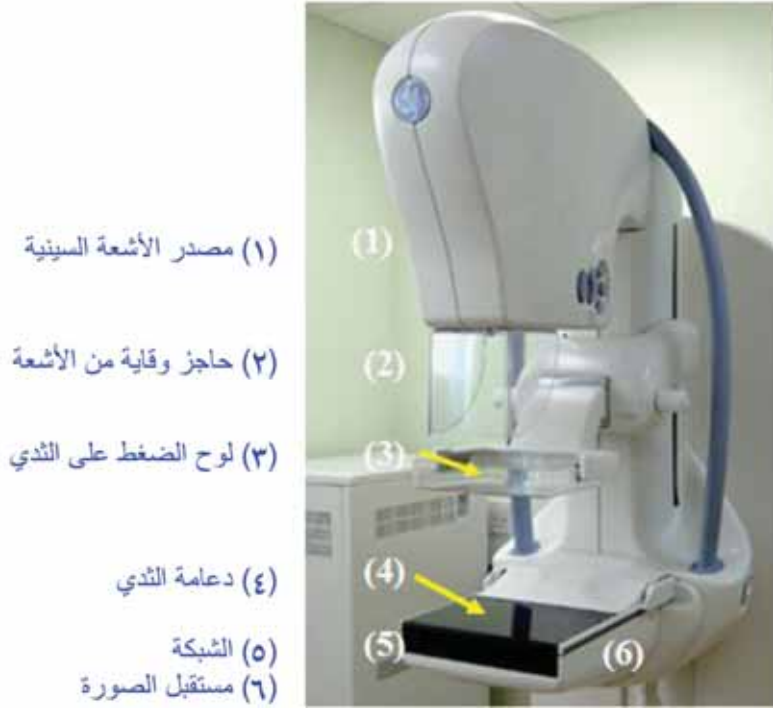 (١) مصدر الأشعة السينية
(٢) حاجز وقاية من الأشعة
(٣) لوح الضغط على الثدي
(٤) دعامة الثدي
(٥) الشبكة
(٦) مستقبل الصورة
(1)
(2)
(3)
(4)
(5)
(6)